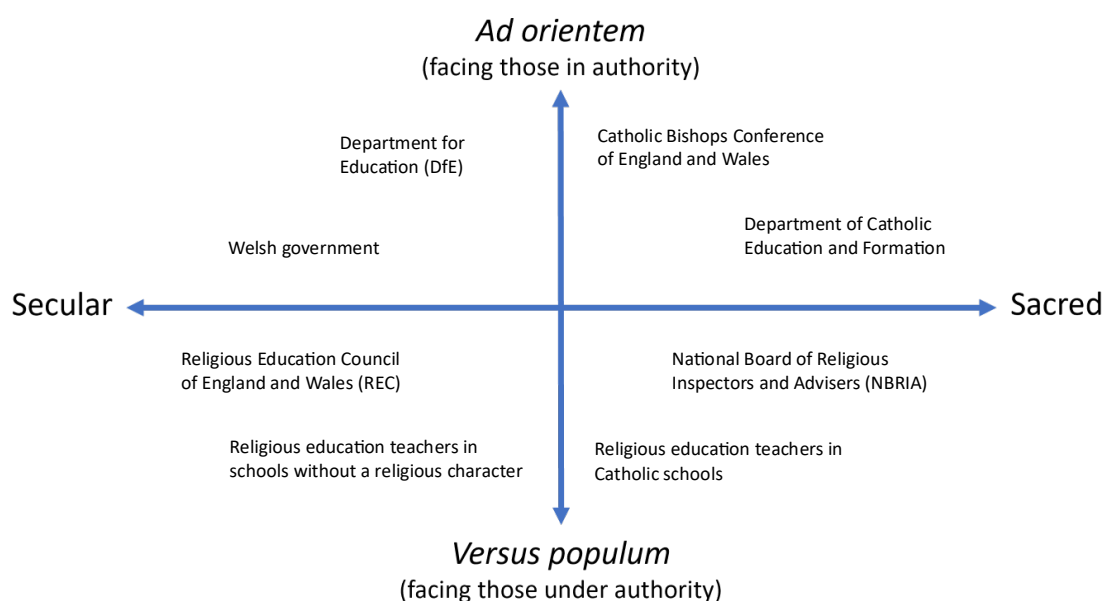 Ad orientem
(facing those in authority)
Department for
Education (DfE)
Catholic Bishops Conference
of England and Wales
Welsh government
Department of Catholic
Education and Formation
Secular
Sacred
Religious Education Council
of England and Wales (REC)
National Board of Religious
Inspectors and Advisers (NBRIA)
Religious education teachers in
schools without a religious character
Religious education teachers in
Catholic schools
Versus populum
(facing those under authority)